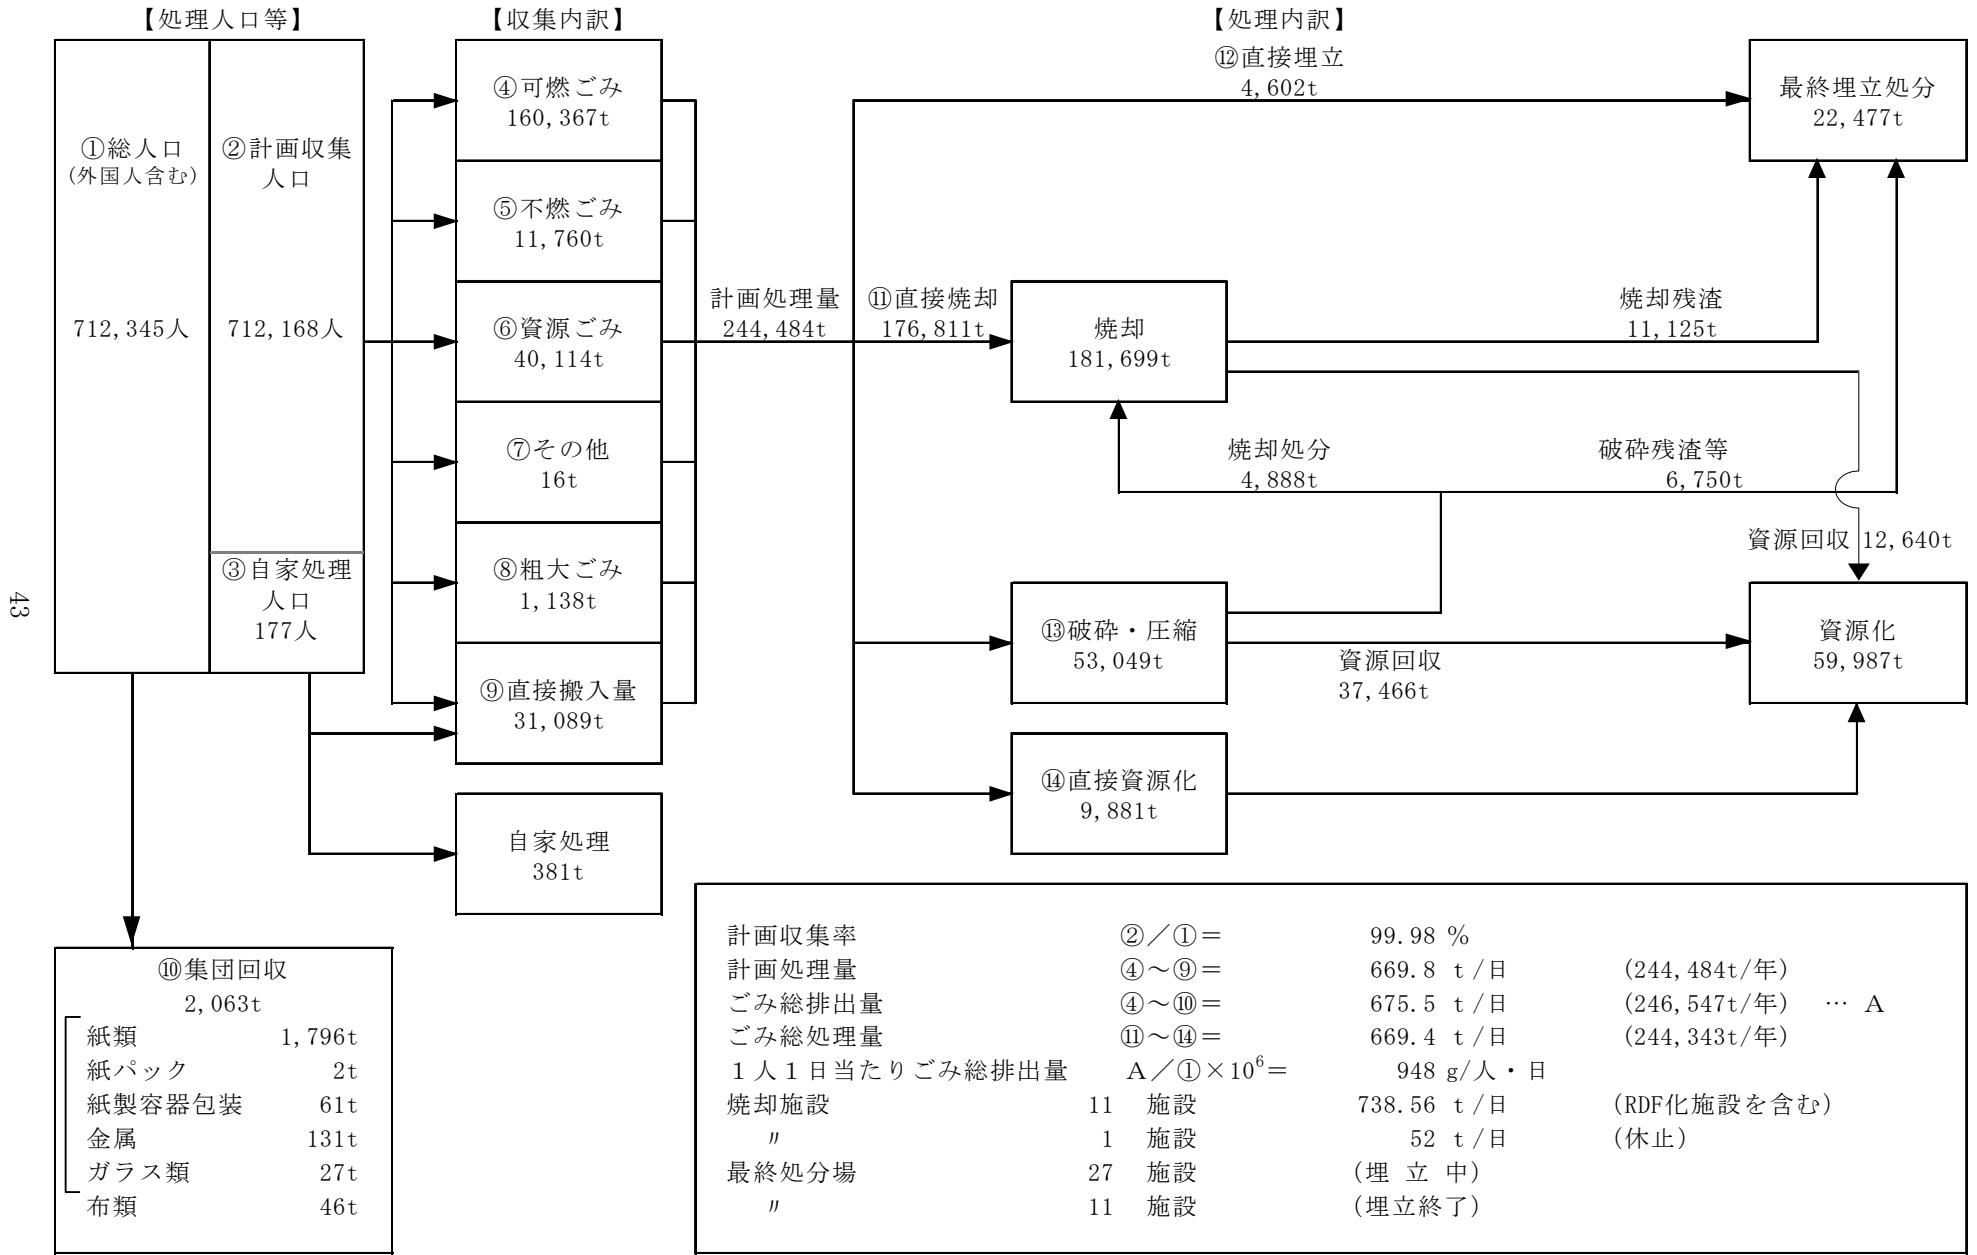 【処理人口等】
①総人口
(外国人含む)
712,345人
②計画収集
人口
712,168人
③自家処理
人口
177人
【収集内訳】
④可燃ごみ
160,367t
⑤不燃ごみ
11,760t
⑥資源ごみ
40,114t
⑦その他
16t
⑧粗大ごみ
1,138t
⑨直接搬入量
31,089t
自家処理
381t
計画処理量
244,484t
【処理内訳】
⑫直接埋立
4,602t
最終埋立処分
22,477t
⑪直接焼却
176,811t
焼却
181,699t
焼却残渣
11,125t
焼却処分
4,888t
破砕残渣等
6,750t
資源回収 12,640t
⑬破砕・圧縮
53,049t
資源回収
37,466t
資源化
59,987t
⑭直接資源化
9,881t
43
⑩集団回収
2,063t
紙類 1,796t
紙パック 2t
紙製容器包装 61t
金属 131t
ガラス類 27t
布類 46t
計画収集率 ②／①＝ 99.98 %
計画処理量 ④～⑨＝ 669.8 t/日 (244,484t/年)
ごみ総排出量 ④～⑩＝ 675.5 t/日 (246,547t/年) … A
ごみ総処理量 ⑪～⑭＝ 669.4 t/日 (244,343t/年)
１人１日当たりごみ総排出量 A／①×10⁶＝ 948 g/人・日
焼却施設 11 施設 738.56 t/日 (RDF化施設を含む)
〃 1 施設 52 t/日 (休止)
最終処分場 27 施設 (埋 立 中)
〃 11 施設 (埋立終了)